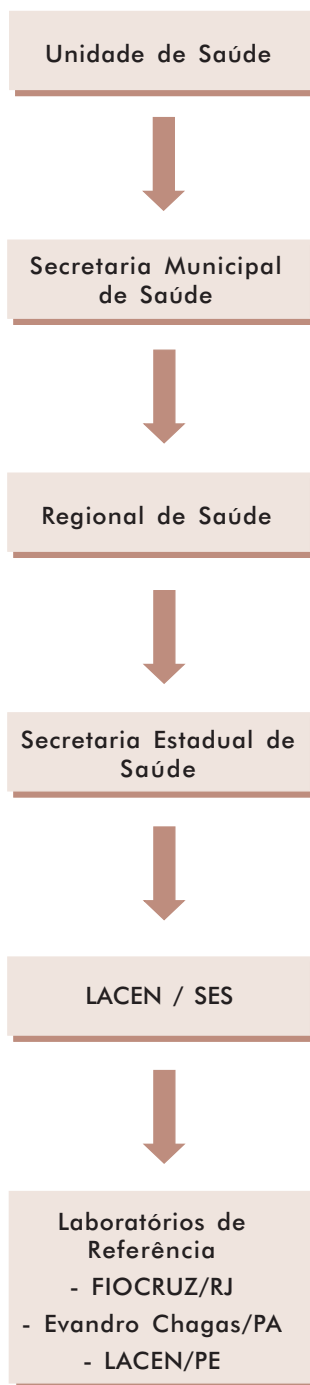 Unidade de Saúde
Secretaria Municipal
de Saúde
Regional de Saúde
Secretaria Estadual de
Saúde
LACEN / SES
Laboratórios de
Referência
- FIOCRUZ/RJ
- Evandro Chagas/PA
- LACEN/PE